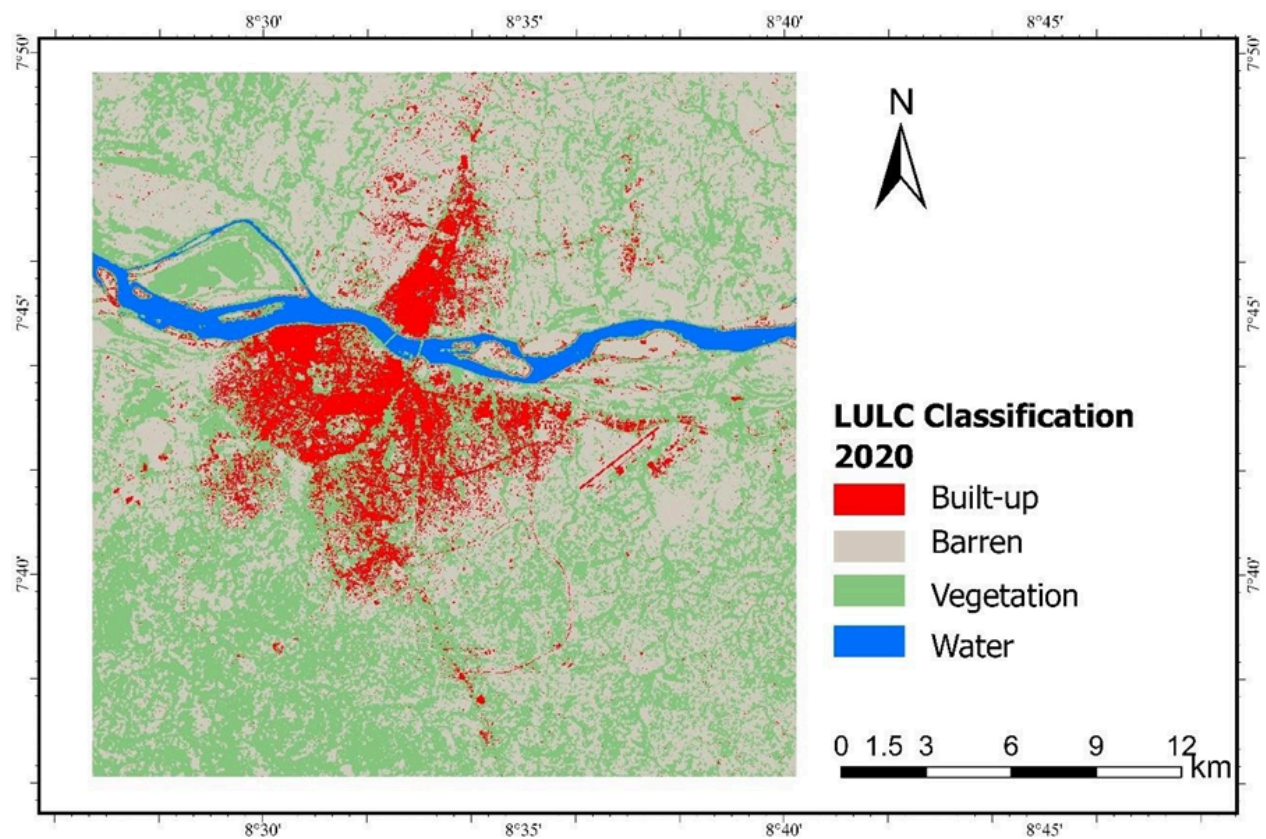 8°30' 8°35' 8°40' 8°45'
7°50' 7°50'
N
7°45' 7°45'
LULC Classification
2020
Built-up
Barren
7°40' 7°40'
Vegetation
Water
0 1.5 3 6 9 12
km
8°30' 8°35' 8°40' 8°45'